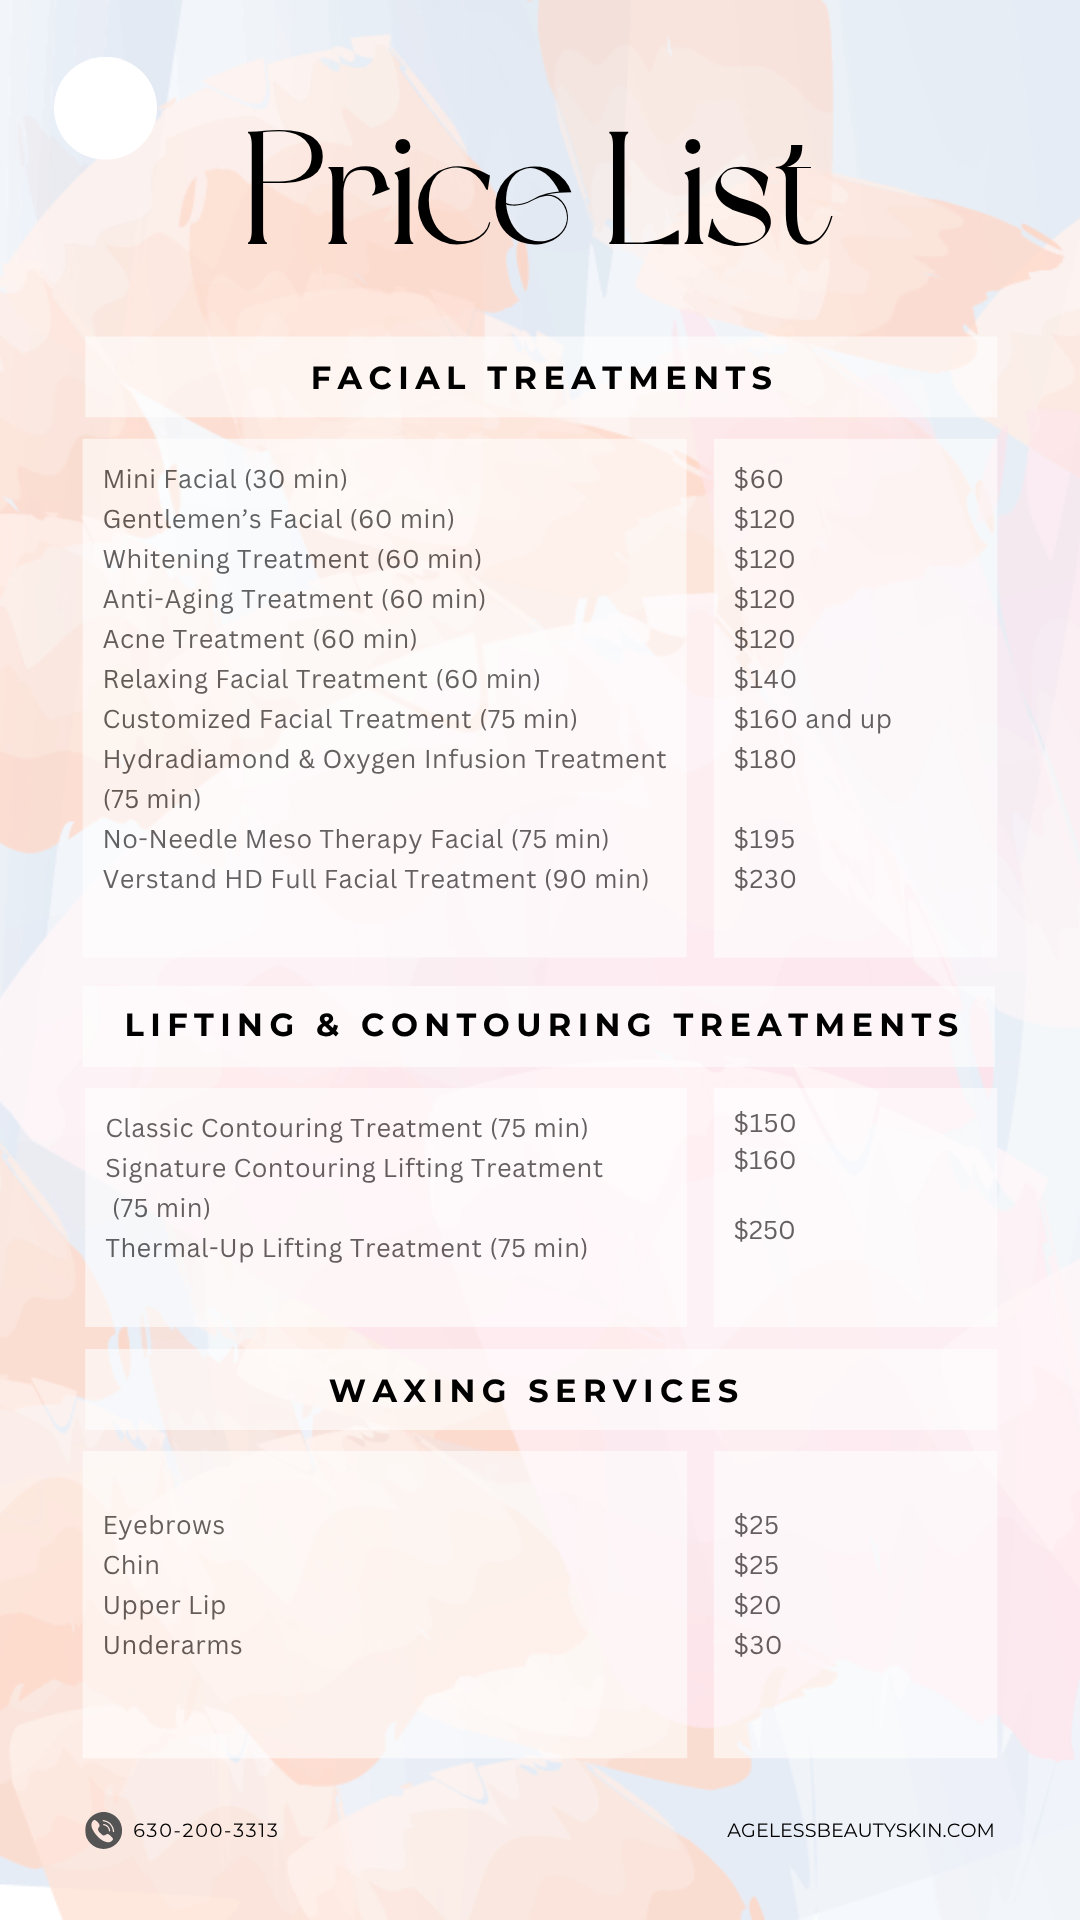 Price List
FACIAL TREATMENTS
Mini Facial (30 min) $60
Gentlemen’s Facial (60 min) $120
Whitening Treatment (60 min) $120
Anti-Aging Treatment (60 min) $120
Acne Treatment (60 min) $120
Relaxing Facial Treatment (60 min) $140
Customized Facial Treatment (75 min) $160 and up
Hydradiamond & Oxygen Infusion Treatment $180
(75 min)
No-Needle Meso Therapy Facial (75 min) $195
Verstand HD Full Facial Treatment (90 min) $230
LIFTING & CONTOURING TREATMENTS
Classic Contouring Treatment (75 min) $150
Signature Contouring Lifting Treatment $160
(75 min)
Thermal-Up Lifting Treatment (75 min) $250
WAXING SERVICES
Eyebrows $25
Chin $25
Upper Lip $20
Underarms $30
630-200-3313 AGELESSBEAUTYSKIN.COM